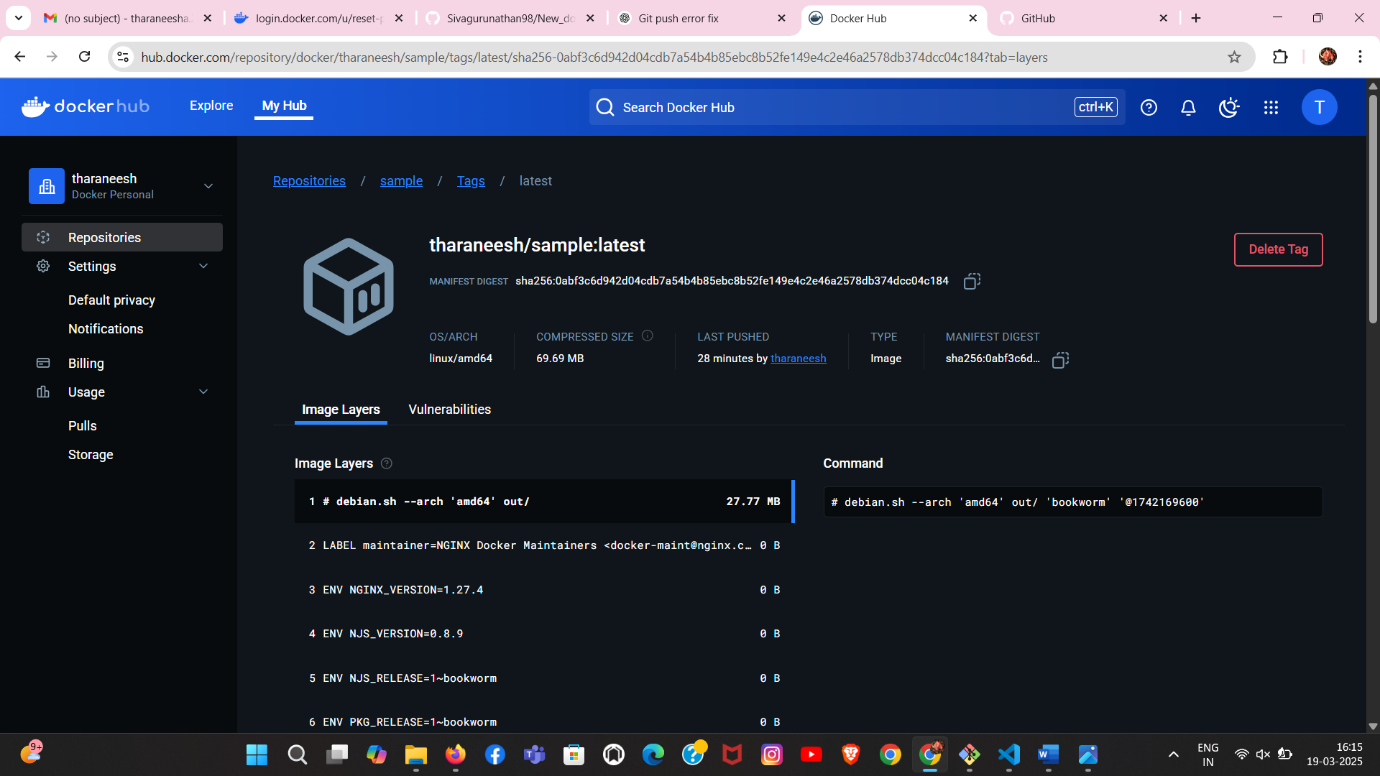 (no subject) - tharaneesha.
login.docker.com/u/reset-p
Sivagurunathan98/New_do
Git push error fix
Docker Hub
GitHub
hub.docker.com/repository/docker/tharaneesh/sample/tags/latest/sha256-0abf3c6d942d04cdb7a54b4b85ebc8b52fe149e4c2e46a2578db374dcc04c184?tab=layers
dockerhub
Explore
My Hub
Search Docker Hub
ctrl+K
T
tharaneesh
Docker Personal
Repositories
Settings
Default privacy
Notifications
Billing
Usage
Pulls
Storage
Repositories / sample / Tags / latest
tharaneesh/sample:latest
Delete Tag
MANIFEST DIGEST sha256:0abf3c6d942d04cdb7a54b4b85ebc8b52fe149e4c2e46a2578db374dcc04c184
OS/ARCH
linux/amd64
COMPRESSED SIZE
69.69 MB
LAST PUSHED
28 minutes by tharaneesh
TYPE
Image
MANIFEST DIGEST
sha256:0abf3c6d...
Image Layers
Vulnerabilities
Image Layers
1 # debian.sh --arch 'amd64' out/ 27.77 MB
2 LABEL maintainer=NGINX Docker Maintainers <docker-maint@nginx.c... 0 B
3 ENV NGINX_VERSION=1.27.4 0 B
4 ENV NJS_VERSION=0.8.9 0 B
5 ENV NJS_RELEASE=1~bookworm 0 B
6 ENV PKG_RELEASE=1~bookworm 0 B
Command
# debian.sh --arch 'amd64' out/ 'bookworm' '@1742169600'
9+
ENG
IN
16:15
19-03-2025